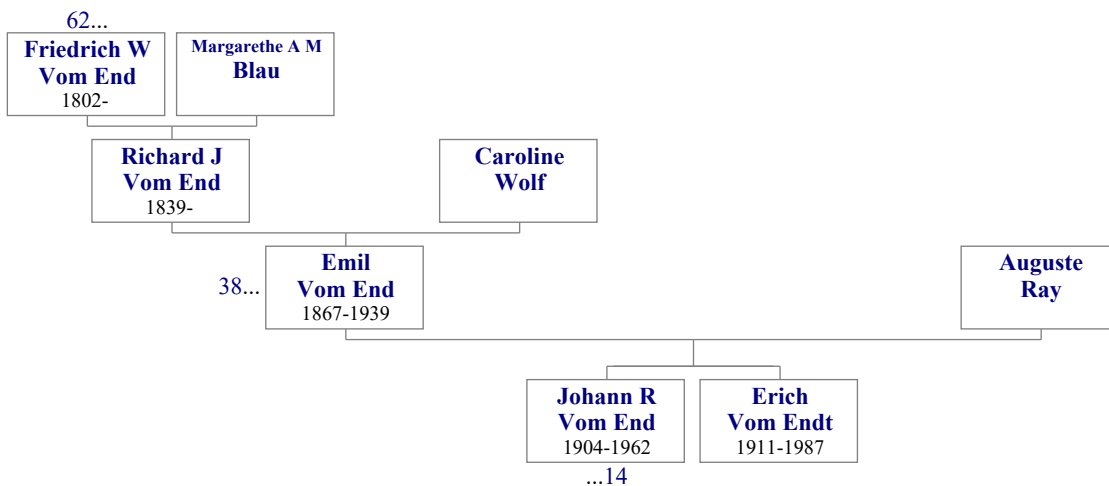 62...
Friedrich W
Vom End
1802-
Margarethe A M
Blau
Richard J
Vom End
1839-
Caroline
Wolf
38...
Emil
Vom End
1867-1939
Auguste
Ray
Johann R
Vom End
1904-1962
...14
Erich
Vom Endt
1911-1987